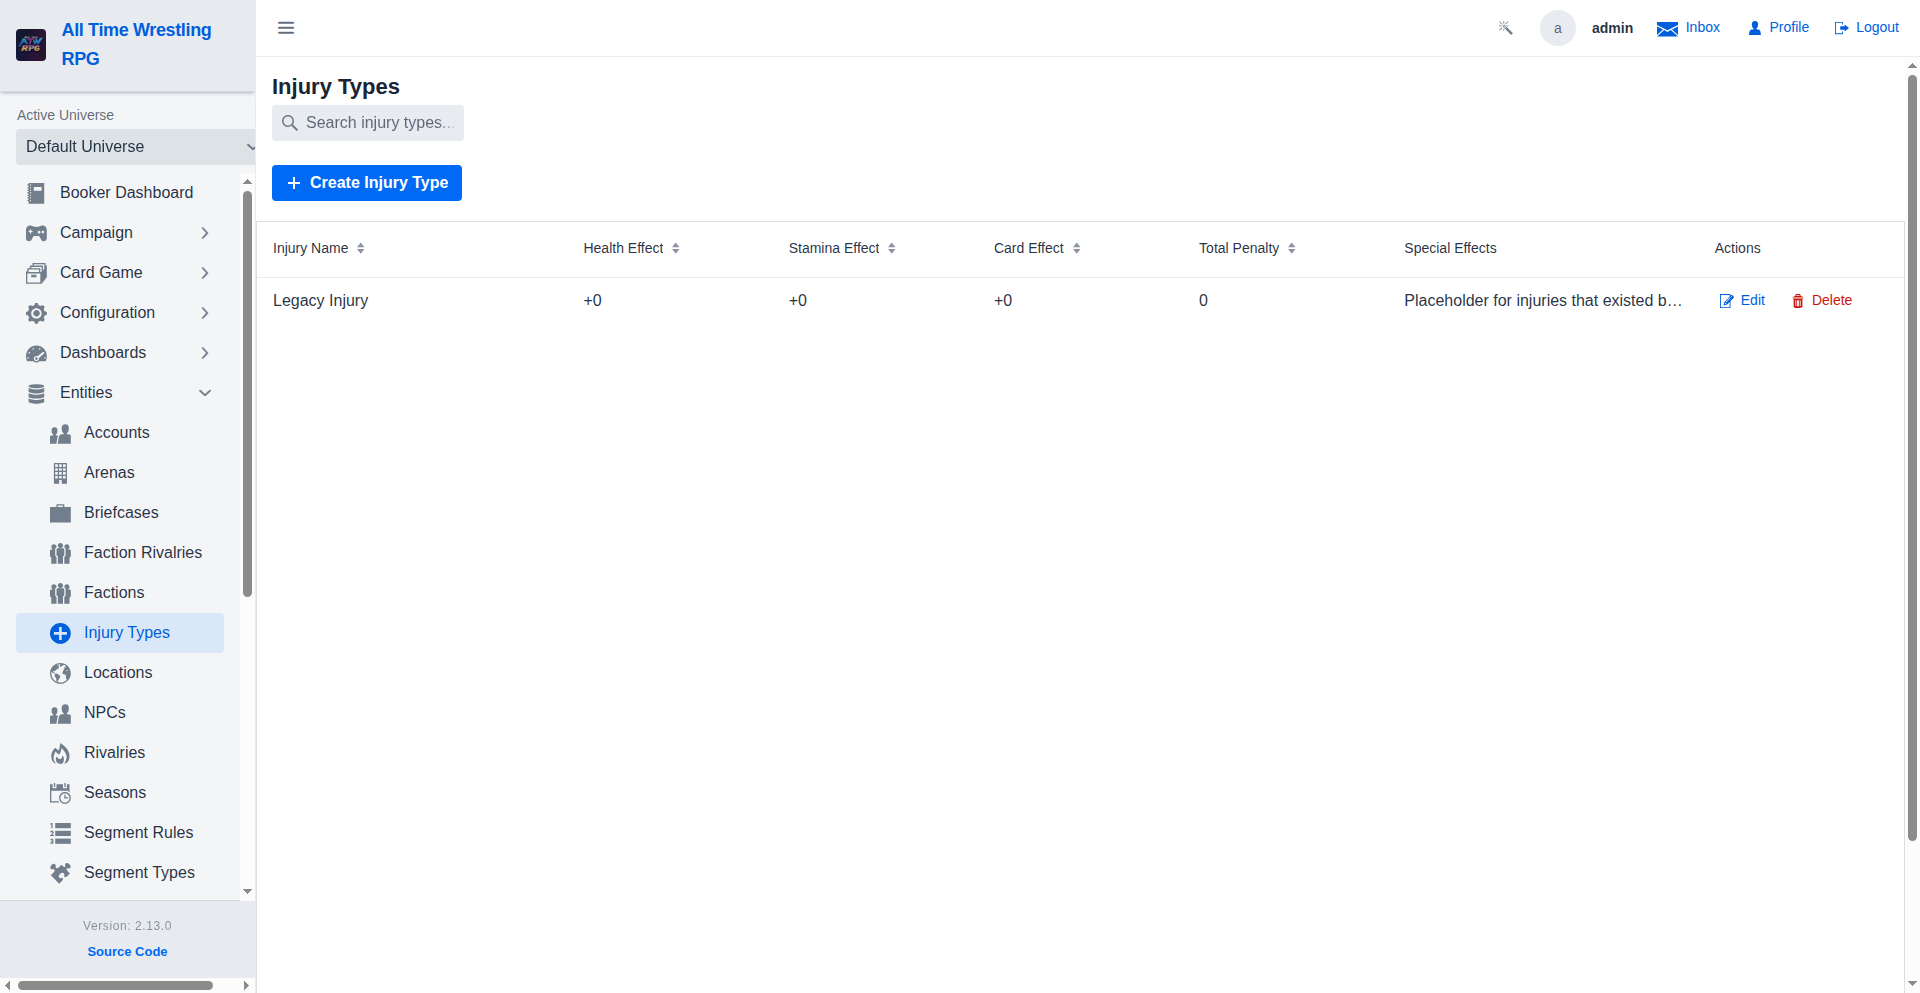 All Time Wrestling
RPG
a
admin
Inbox
Profile
Logout
Active Universe
Default Universe
Booker Dashboard
Campaign
Card Game
Configuration
Dashboards
Entities
Accounts
Arenas
Briefcases
Faction Rivalries
Factions
Injury Types
Locations
NPCs
Rivalries
Seasons
Segment Rules
Segment Types
Version: 2.13.0
Source Code
Injury Types
Search injury types...
Create Injury Type
Injury Name Health Effect Stamina Effect Card Effect Total Penalty Special Effects Actions
Legacy Injury +0 +0 +0 0 Placeholder for injuries that existed b... Edit Delete